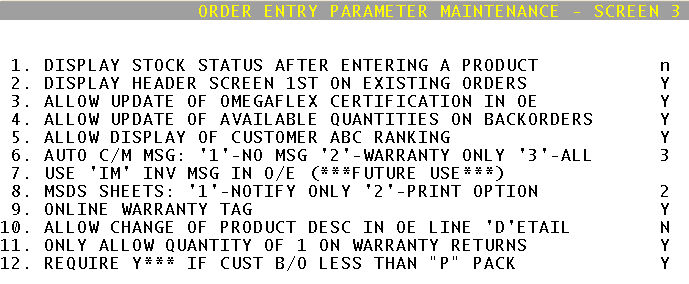 ORDER ENTRY PARAMETER MAINTENANCE - SCREEN 3
1. DISPLAY STOCK STATUS AFTER ENTERING A PRODUCT n
2. DISPLAY HEADER SCREEN 1ST ON EXISTING ORDERS Y
3. ALLOW UPDATE OF OMEGAFLEX CERTIFICATION IN OE Y
4. ALLOW UPDATE OF AVAILABLE QUANTITIES ON BACKORDERS Y
5. ALLOW DISPLAY OF CUSTOMER ABC RANKING Y
6. AUTO C/M MSG: '1'-NO MSG '2'-WARRANTY ONLY '3'-ALL 3
7. USE 'IM' INV MSG IN O/E (***FUTURE USE***)
8. MSDS SHEETS: '1'-NOTIFY ONLY '2'-PRINT OPTION 2
9. ONLINE WARRANTY TAG Y
10. ALLOW CHANGE OF PRODUCT DESC IN OE LINE 'D'ETAIL N
11. ONLY ALLOW QUANTITY OF 1 ON WARRANTY RETURNS Y
12. REQUIRE Y*** IF CUST B/O LESS THAN "P" PACK Y